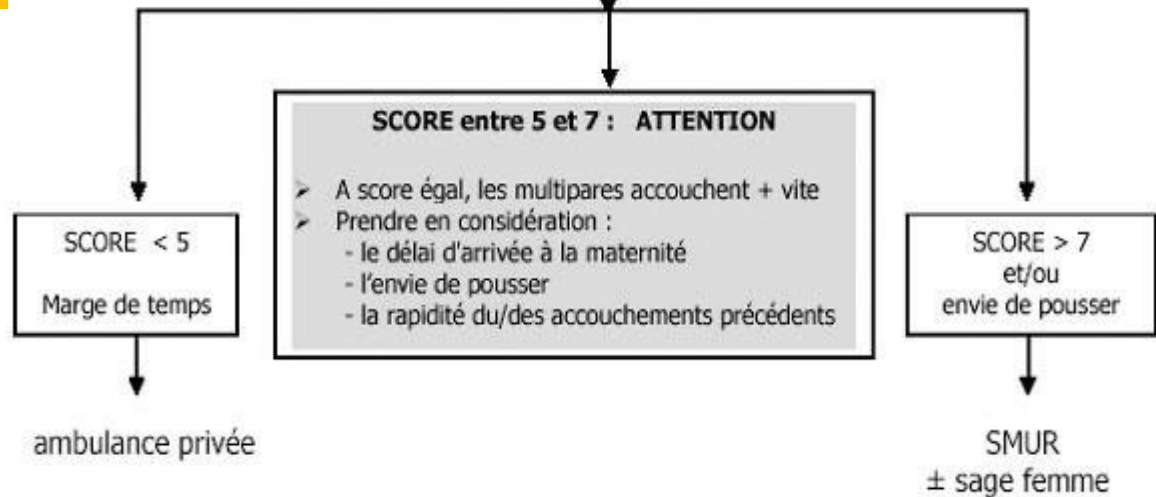 SCORE entre 5 et 7 : ATTENTION
➢ A score égal, les multipares accouchent + vite
➢ Prendre en considération :
- le délai d'arrivée à la maternité
- l'envie de pousser
- la rapidité du/des accouchements précédents
SCORE < 5
Marge de temps
SCORE > 7
et/ou
envie de pousser
ambulance privée
SMUR
± sage femme